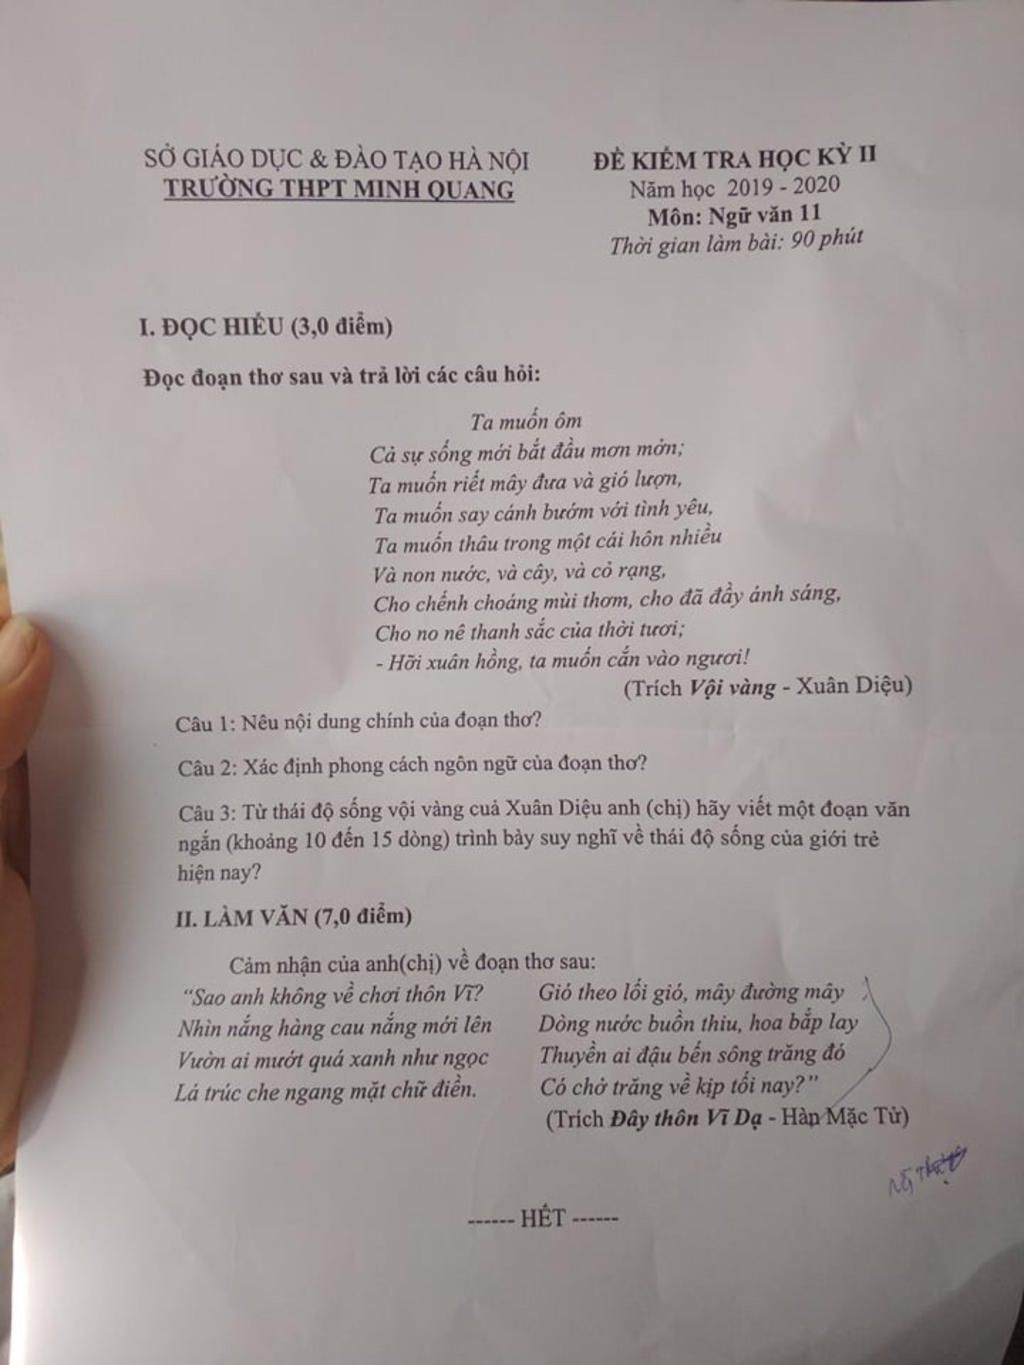 SỞ GIÁO DỤC & ĐÀO TẠO HÀ NỘI
TRƯỜNG THPT MINH QUANG
ĐỀ KIỂM TRA HỌC KỲ II
Năm học 2019 - 2020
Môn: Ngữ văn 11
Thời gian làm bài: 90 phút
I. ĐỌC HIỂU (3,0 điểm)
Đọc đoạn thơ sau và trả lời các câu hỏi:
Ta muốn ôm
Cả sự sống mới bắt đầu mơn mởn;
Ta muốn riết mây đưa và gió lượn,
Ta muốn say cánh bướm với tình yêu,
Ta muốn thâu trong một cái hôn nhiều
Và non nước, và cây, và cỏ rạng,
Cho chếnh choáng mùi thơm, cho đã đầy ánh sáng,
Cho no nê thanh sắc của thời tươi;
- Hỡi xuân hồng, ta muốn cắn vào ngươi!
(Trích Vội vàng - Xuân Diệu)
Câu 1: Nêu nội dung chính của đoạn thơ?
Câu 2: Xác định phong cách ngôn ngữ của đoạn thơ?
Câu 3: Từ thái độ sống vội vàng cuả Xuân Diệu anh (chị) hãy viết một đoạn văn
ngắn (khoảng 10 đến 15 dòng) trình bày suy nghĩ về thái độ sống của giới trẻ
hiện nay?
II. LÀM VĂN (7,0 điểm)
Cảm nhận của anh(chị) về đoạn thơ sau:
"Sao anh không về chơi thôn Vĩ?
Nhìn nắng hàng cau nắng mới lên
Vườn ai mướt quá xanh như ngọc
Lá trúc che ngang mặt chữ điền.
Gió theo lối gió, mây đường mây
Dòng nước buồn thiu, hoa bắp lay
Thuyền ai đậu bến sông trăng đó
Có chở trăng về kịp tối nay?"
(Trích Đây thôn Vĩ Dạ - Hàn Mặc Tử)
------ HẾT ------